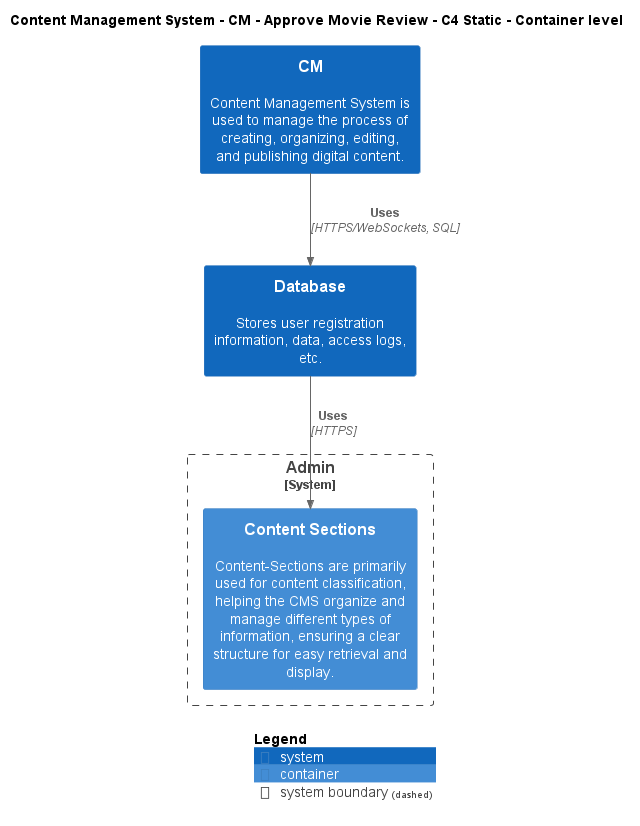 Content Management System - CM - Approve Movie Review - C4 Static - Container level
CM
Content Management System is
used to manage the process of
creating, organizing, editing,
and publishing digital content.
Uses
[HTTPS/WebSockets, SQL]
Database
Stores user registration
information, data, access logs,
etc.
Uses
[HTTPS]
Admin
[System]
Content Sections
Content-Sections are primarily
used for content classification,
helping the CMS organize and
manage different types of
information, ensuring a clear
structure for easy retrieval and
display.
Legend
system
container
system boundary (dashed)